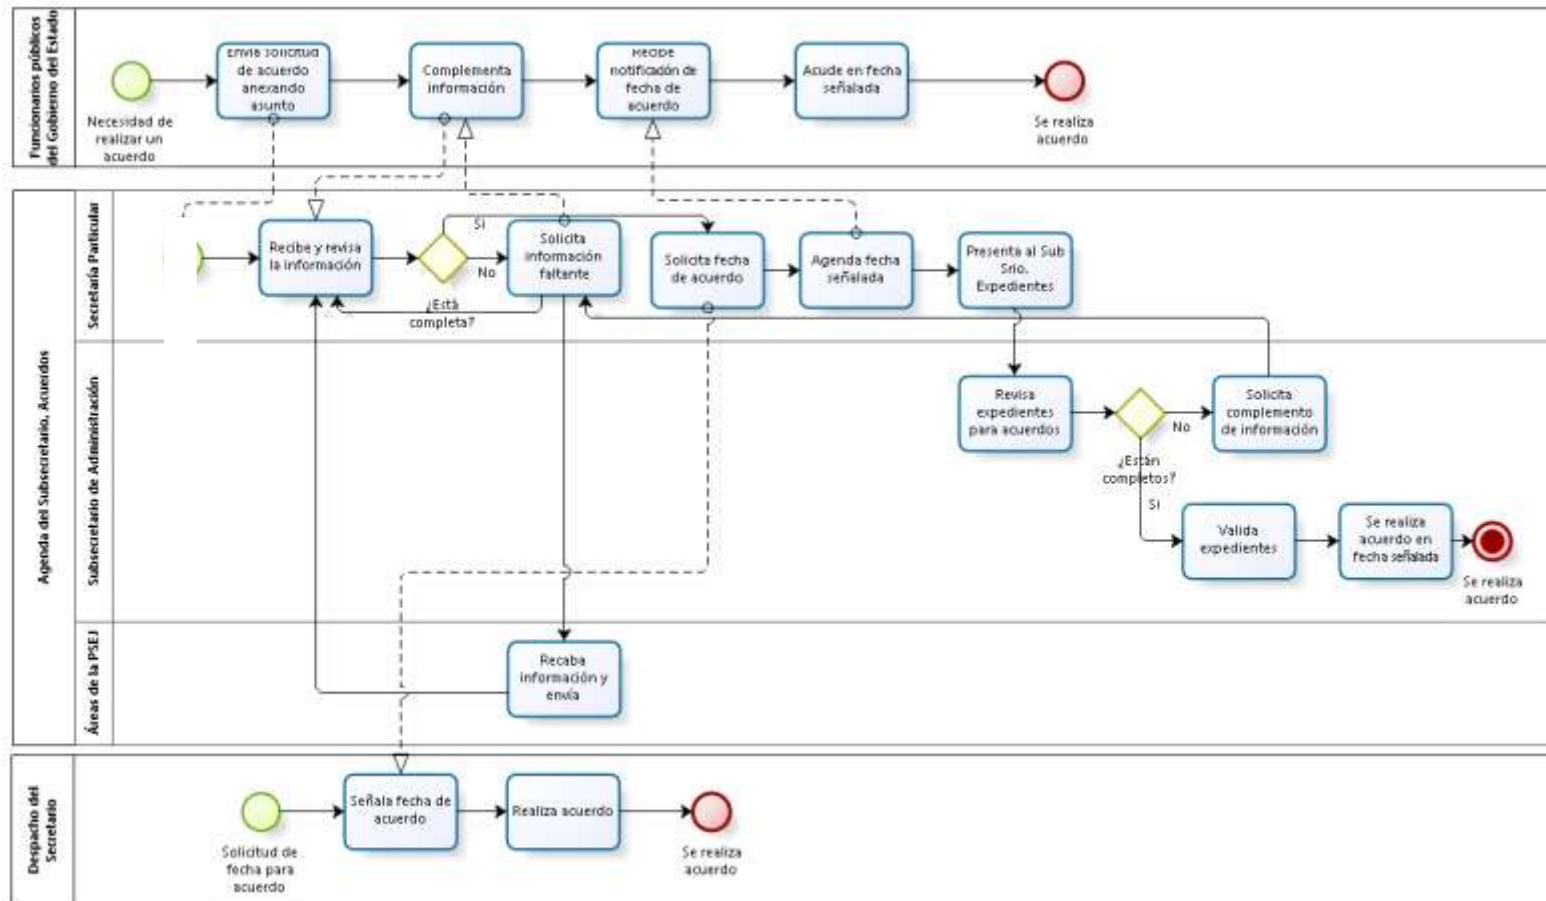 Funcionarios públicos
del Gobierno del Estado
Envía solicitud
de acuerdo
anexando
asunto
Complementa
información
Recibe
notificación de
fecha de
acuerdo
Acude en fecha
señalada
Necesidad de
realizar un
acuerdo
Se realiza
acuerdo
Agenda del Subsecretario, Acuerdos
Secretaría Particular
Recibe y revisa
la información
Si
No
¿Está
completa?
Solicita
información
faltante
Solicita fecha
de acuerdo
Agenda fecha
señalada
Presenta al Sub
Srio.
Expedientes
Subsecretario de Administración
Revisa
expedientes
para acuerdos
No
¿Están
completos?
Si
Solicita
complemento
de información
Valida
expedientes
Se realiza
acuerdo en
fecha señalada
Se realiza
acuerdo
Áreas de la PSEJ
Recaba
información y
envía
Despacho del
Secretario
Solicitud de
fecha para
acuerdo
Señala fecha de
acuerdo
Realiza acuerdo
Se realiza
acuerdo